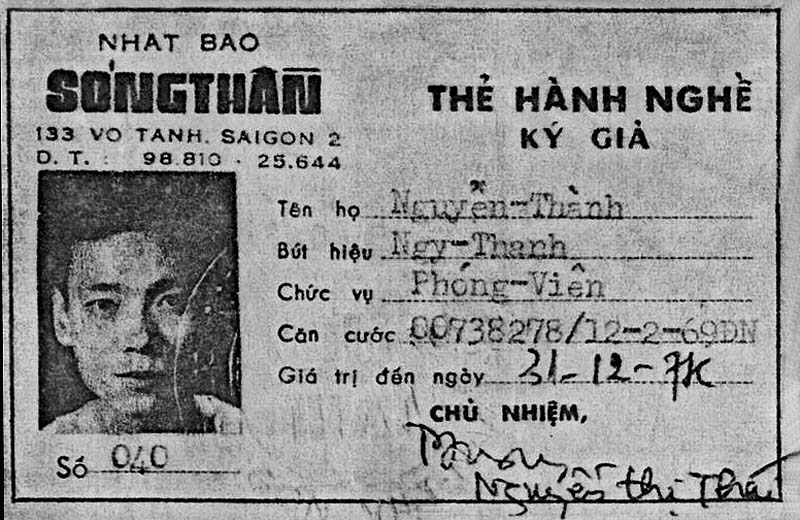 NHAT BAO
SÓNGTHẦN
133 VO TANH. SAIGON 2
D. T. : 98.810 - 25.644
THẺ HÀNH NGHỀ
KÝ GIẢ
Tên họ Nguyễn-Thành
Bút hiệu Ngy-Thanh
Chức vụ Phóng-Viên
Căn cước 00738278/12-2-69DN
Giá trị đến ngày 31-12-7
CHỦ NHIỆM,
Nguyễn thị Thái
Số 040